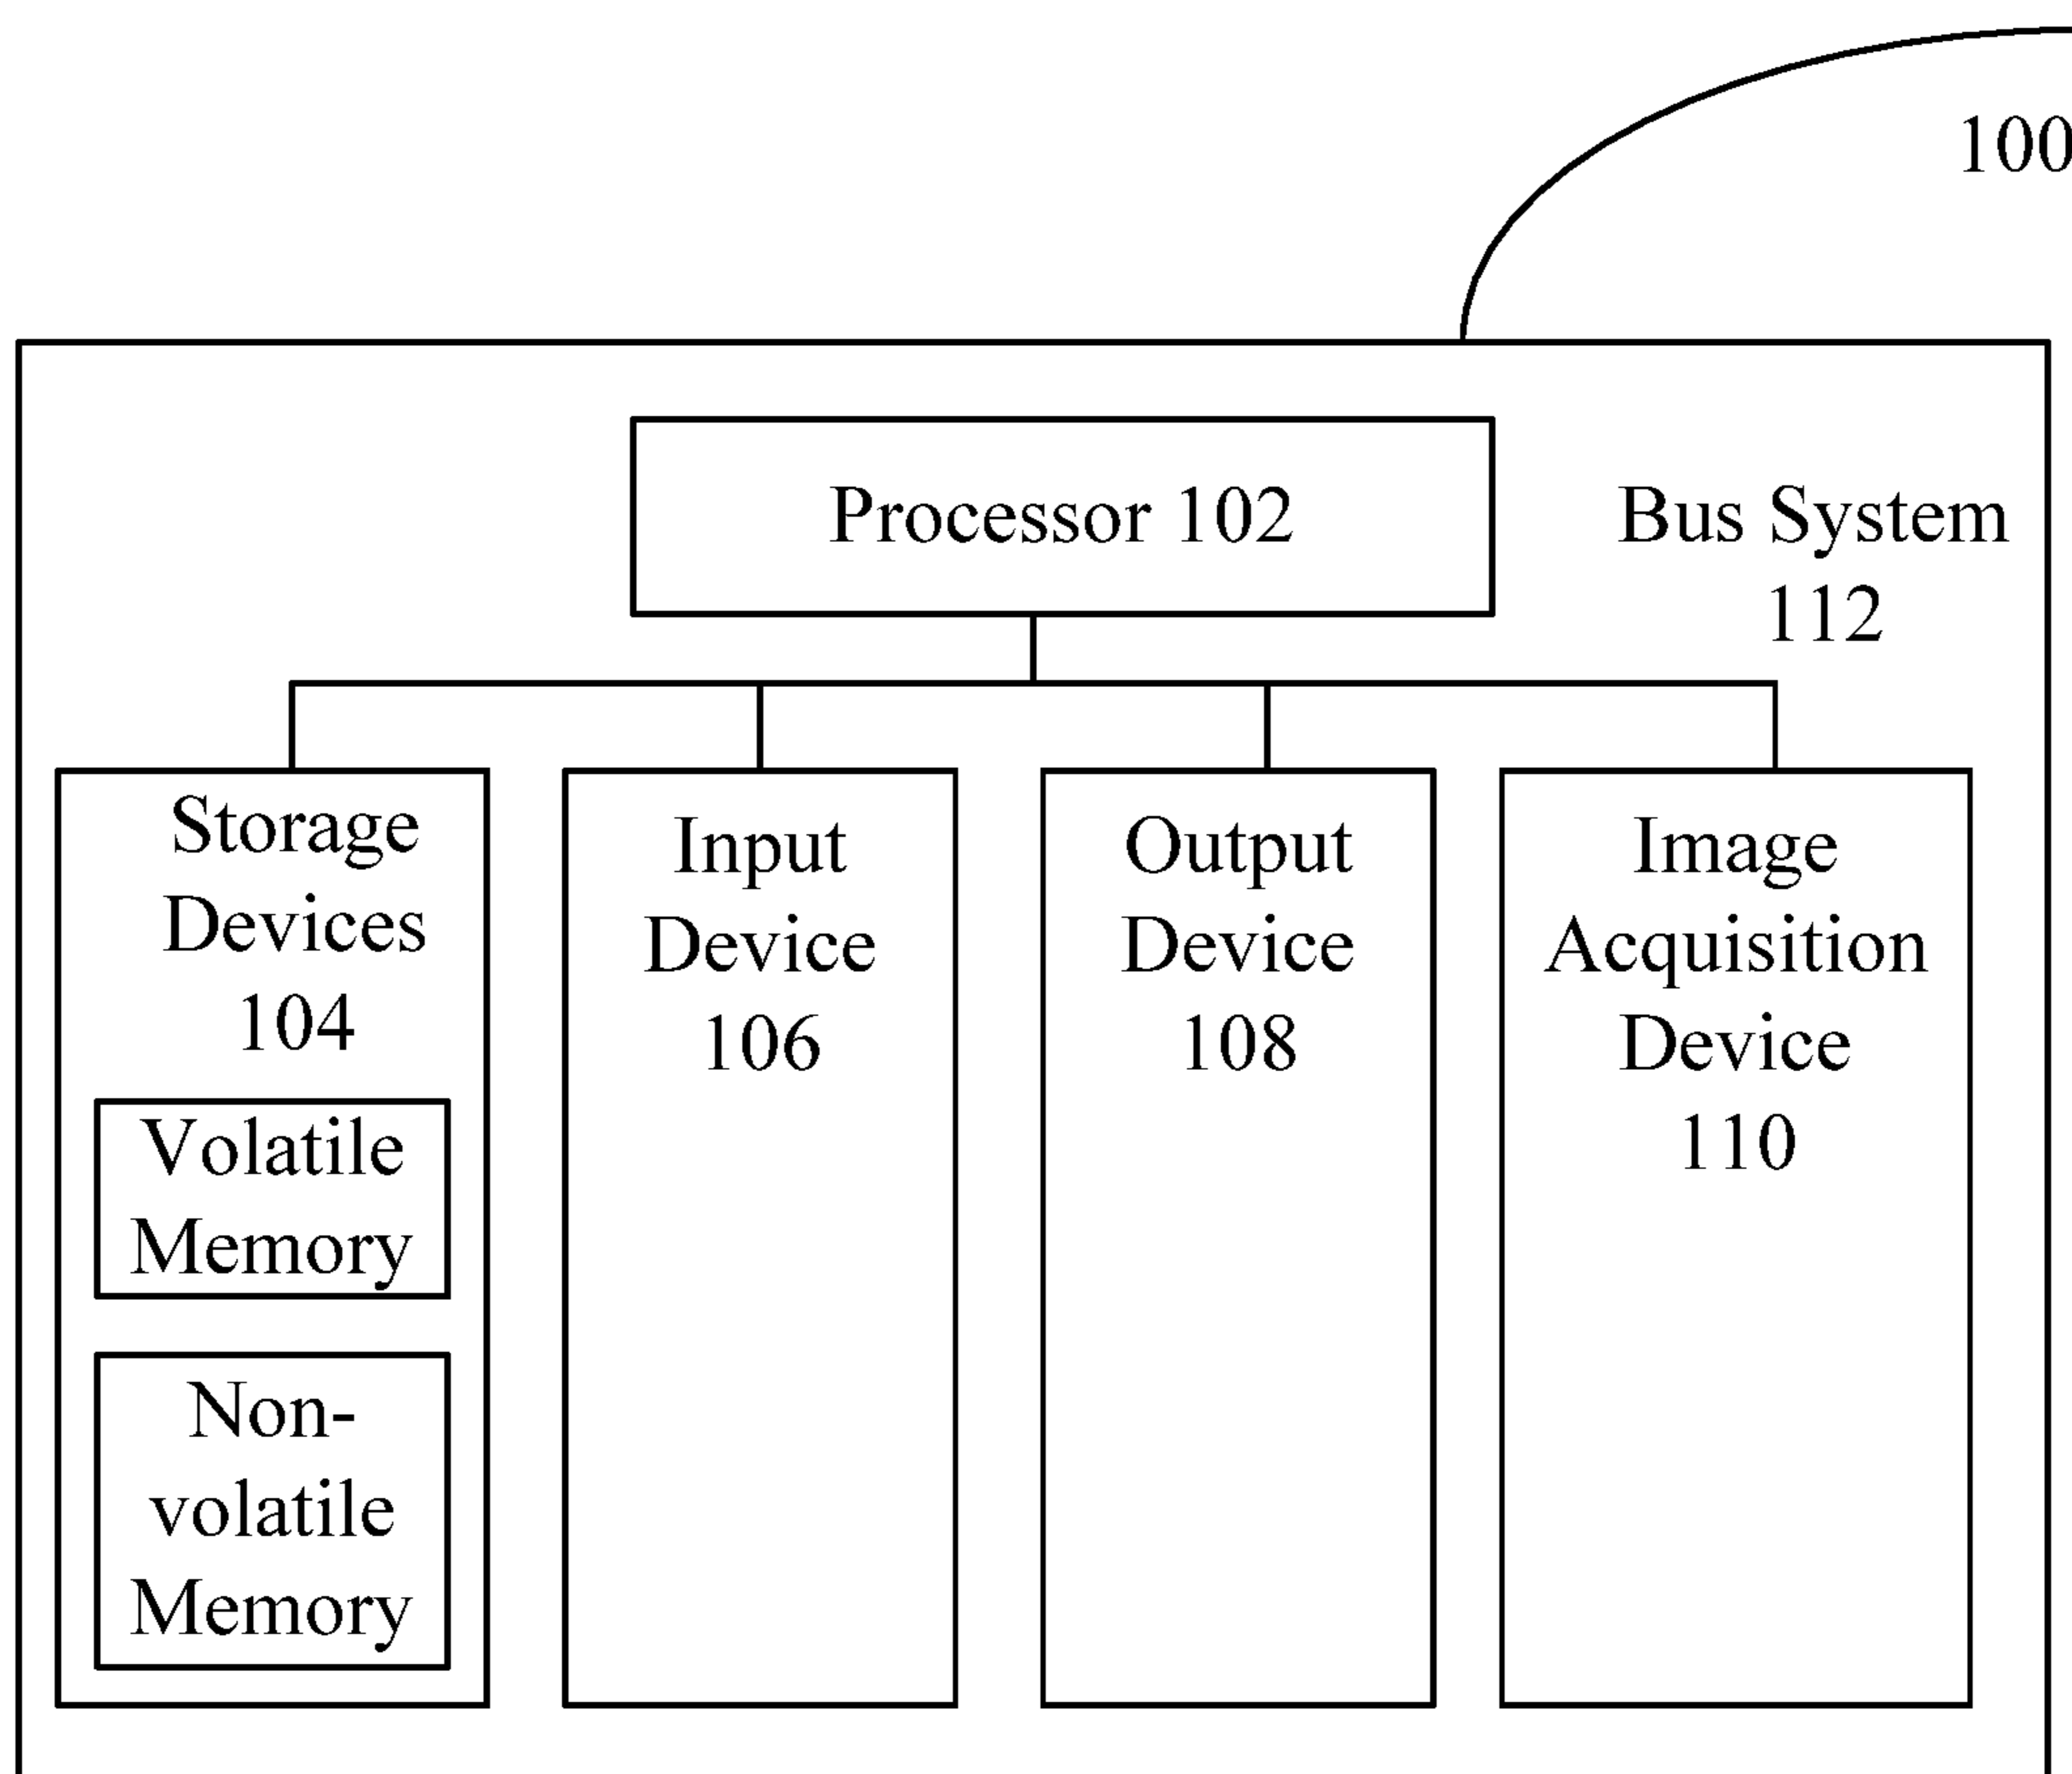 100
Processor 102
Bus System
112
Storage
Devices
104
Volatile
Memory
Non-
volatile
Memory
Input
Device
106
Output
Device
108
Image
Acquisition
Device
110